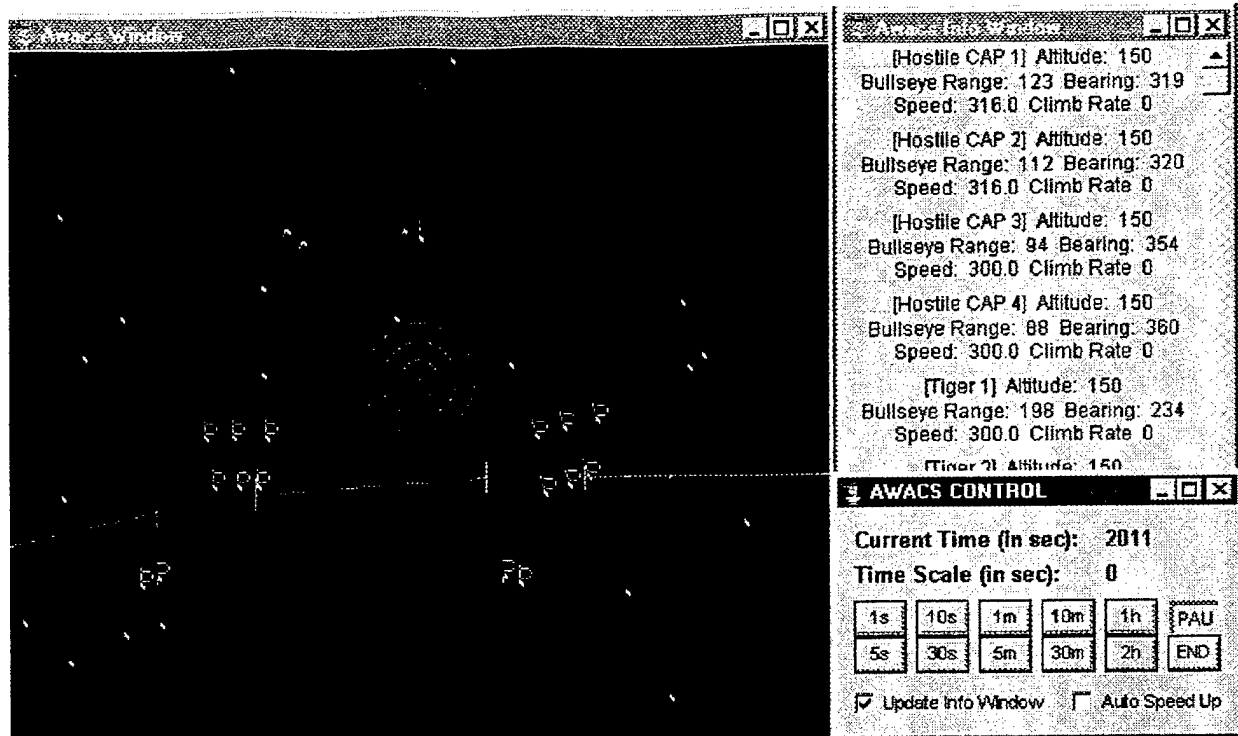 Awacs Window
Awacs Info Window
[Hostile CAP 1] Altitude: 150
Bullseye Range: 123 Bearing: 319
Speed: 316.0 Climb Rate 0
[Hostile CAP 2] Altitude: 150
Bullseye Range: 112 Bearing: 320
Speed: 316.0 Climb Rate 0
[Hostile CAP 3] Altitude: 150
Bullseye Range: 94 Bearing: 354
Speed: 300.0 Climb Rate 0
[Hostile CAP 4] Altitude: 150
Bullseye Range: 88 Bearing: 360
Speed: 300.0 Climb Rate 0
[Tiger 1] Altitude: 150
Bullseye Range: 198 Bearing: 234
Speed: 300.0 Climb Rate 0
[Tiger 2] Altitude: 150
AWACS CONTROL
Current Time (in sec): 2011
Time Scale (in sec): 0
1s 10s 1m 10m 1h PAU
5s 30s 5m 30m 2h END
Update Info Window Auto Speed Up